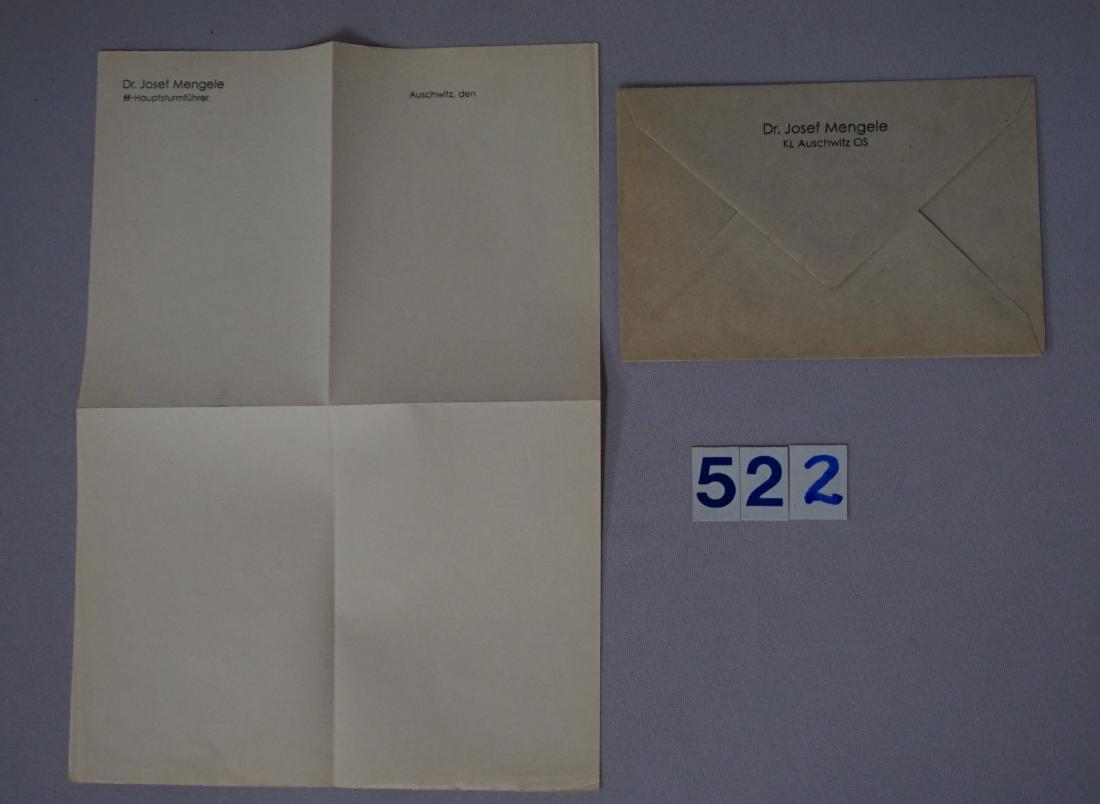 Dr. Josef Mengele
ᛋᛋ-Hauptsturmführer
Auschwitz, den
Dr. Josef Mengele
KL Auschwitz OS
522